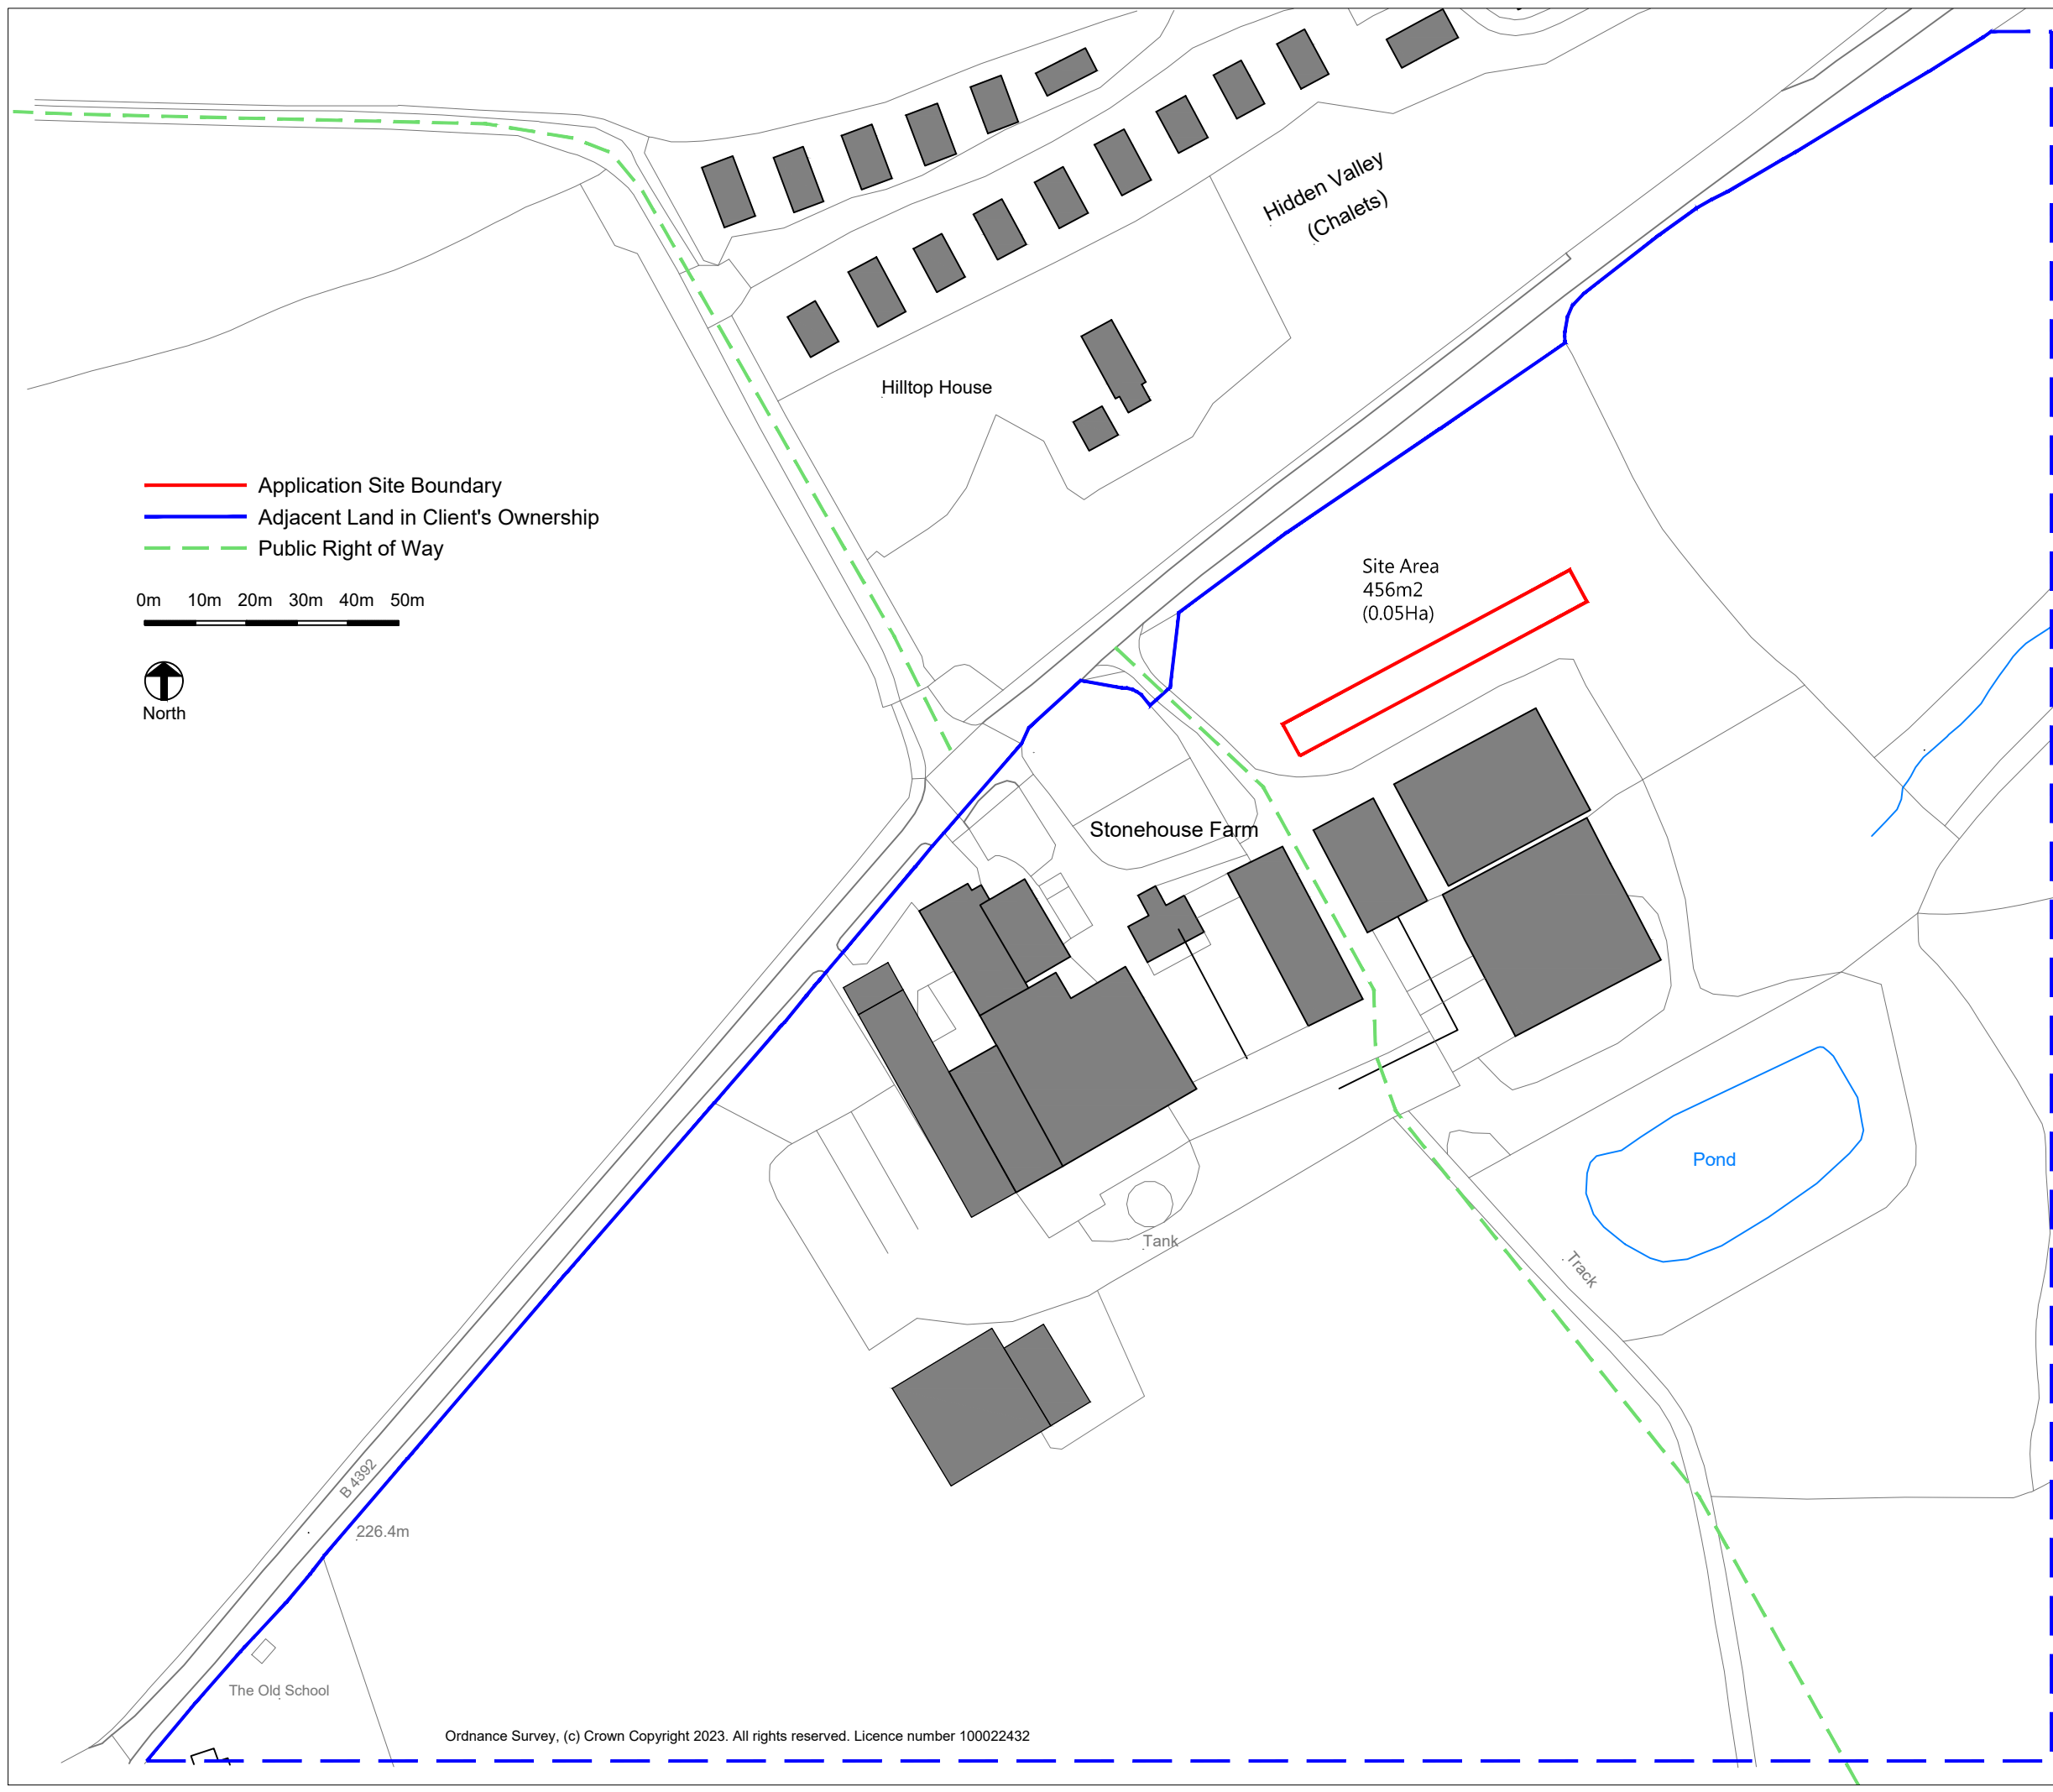 Hidden Valley
(Chalets)
Hilltop House
Application Site Boundary
Adjacent Land in Client's Ownership
Public Right of Way
0m 10m 20m 30m 40m 50m
North
Site Area
456m2
(0.05Ha)
Stonehouse Farm
Pond
Tank
Track
B 4392
226.4m
The Old School
Ordnance Survey, (c) Crown Copyright 2023. All rights reserved. Licence number 100022432